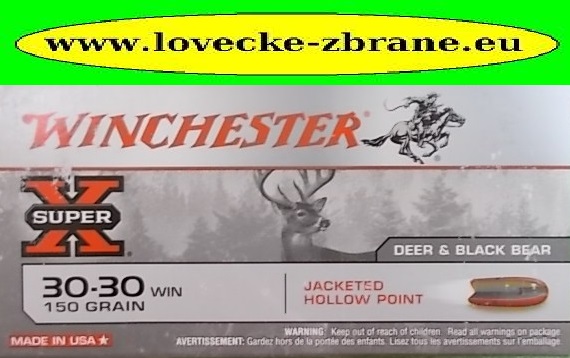 www.lovecke-zbrane.eu
WINCHESTER®
SUPER X
DEER & BLACK BEAR
30-30 WIN
150 GRAIN
JACKETED
HOLLOW POINT
MADE IN USA ★
WARNING: Keep out of reach of children Read all warnings on package
AVERTISSEMENT: Gardez hors de la portée des enfants. Lisez tous les avertissements sur l'emballage